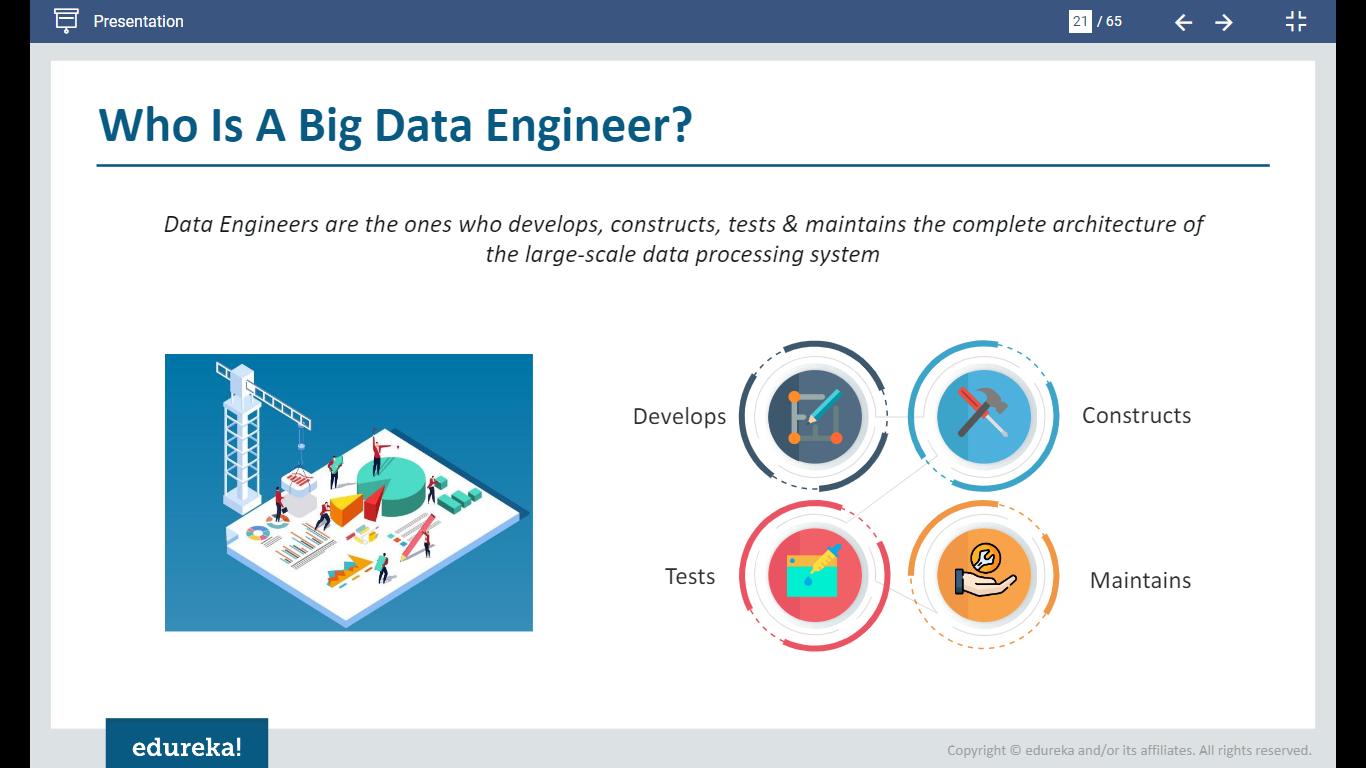 Presentation
21 / 65
Who Is A Big Data Engineer?
Data Engineers are the ones who develops, constructs, tests & maintains the complete architecture of
the large-scale data processing system
Develops
Constructs
Tests
Maintains
edureka!
Copyright © edureka and/or its affiliates. All rights reserved.